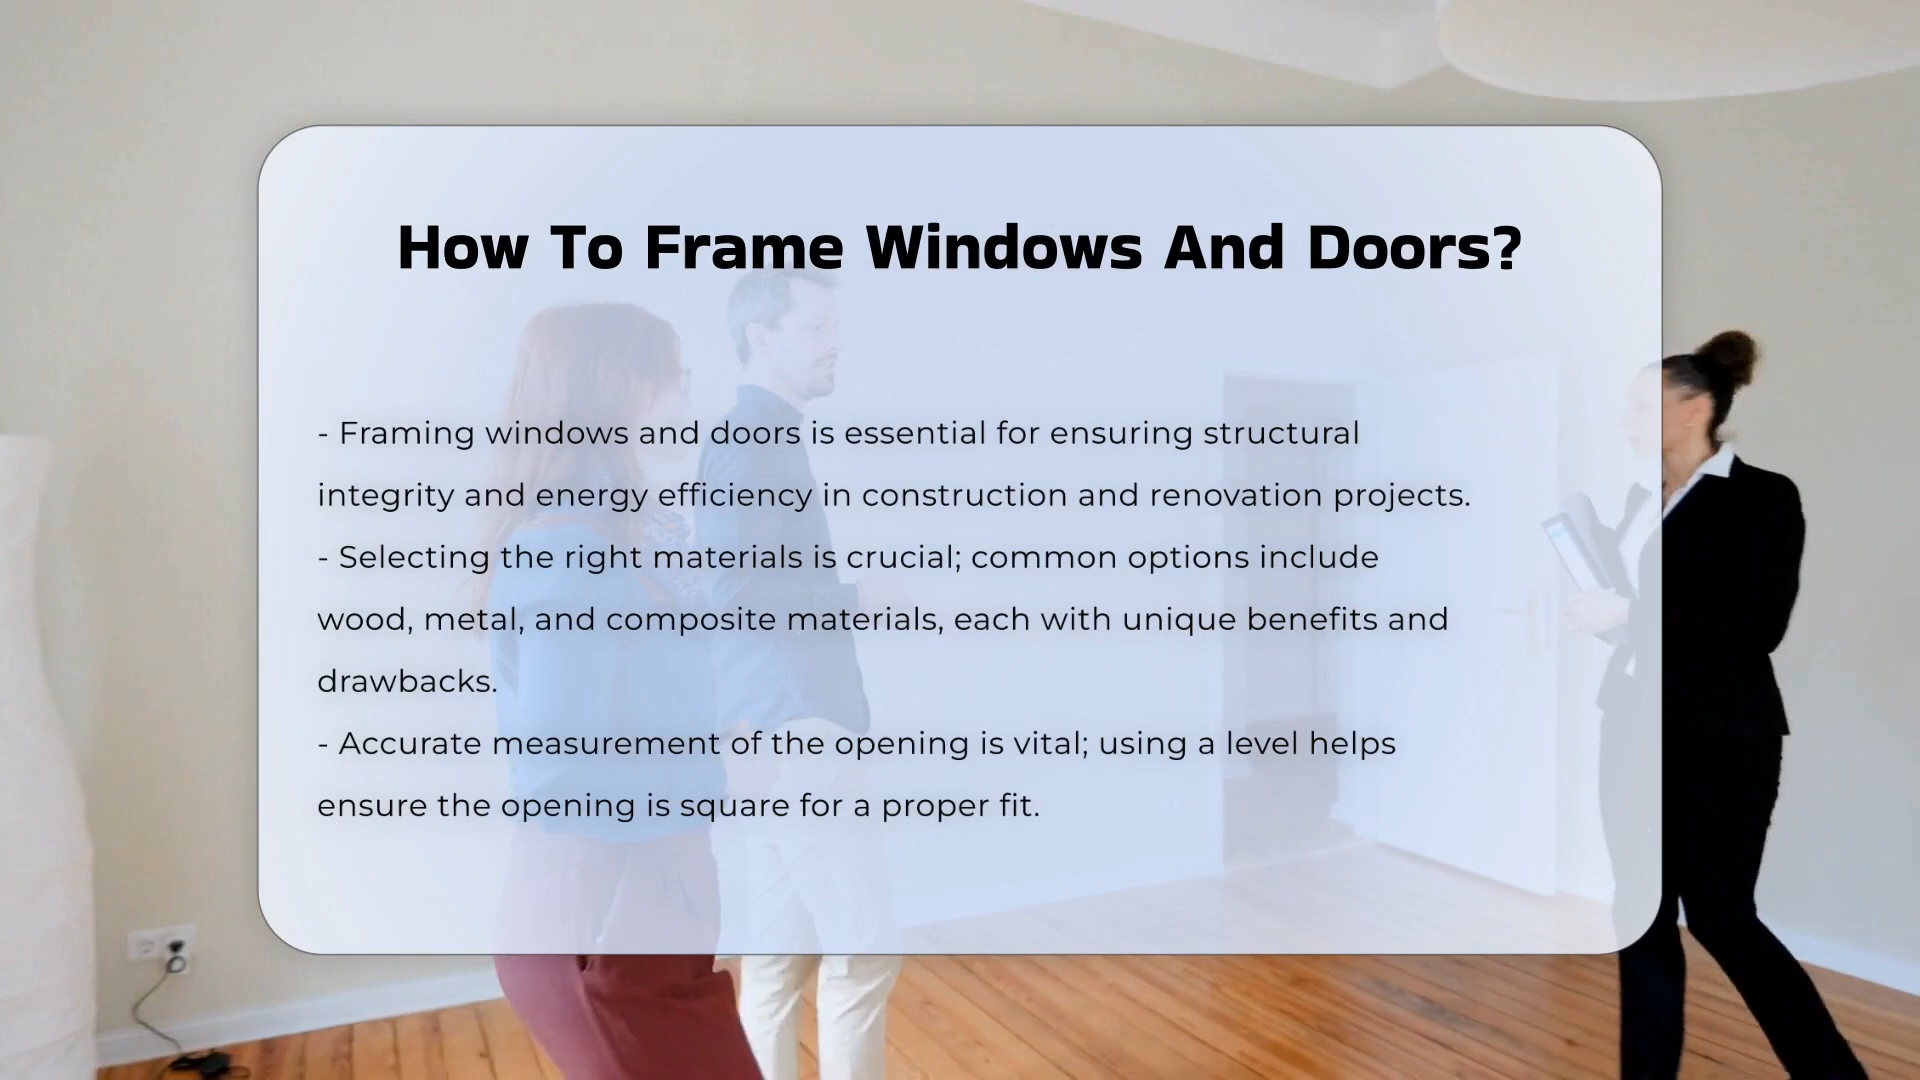 How To Frame Windows And Doors?
- Framing windows and doors is essential for ensuring structural
integrity and energy efficiency in construction and renovation projects.
- Selecting the right materials is crucial; common options include
wood, metal, and composite materials, each with unique benefits and
drawbacks.
- Accurate measurement of the opening is vital; using a level helps
ensure the opening is square for a proper fit.